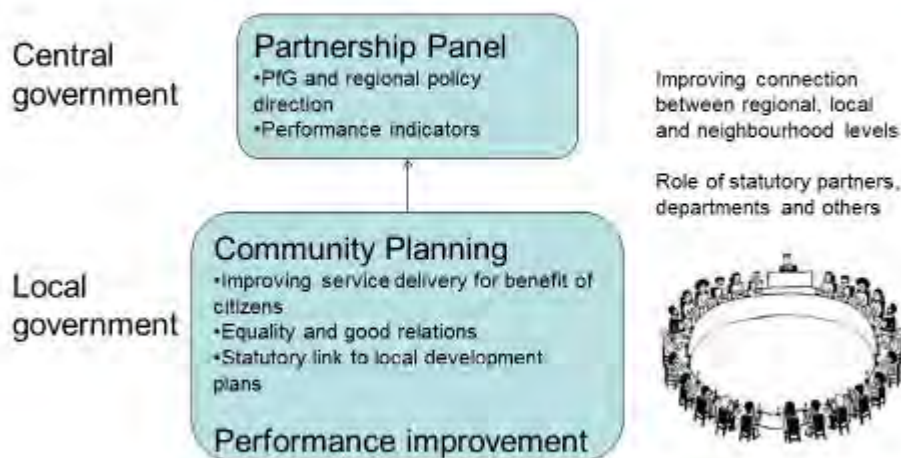 Central
government
Partnership Panel
•PfG and regional policy
direction
•Performance indicators
Improving connection
between regional, local
and neighbourhood levels
Role of statutory partners,
departments and others
Local
government
Community Planning
•Improving service delivery for benefit of
citizens
•Equality and good relations
•Statutory link to local development
plans
Performance improvement